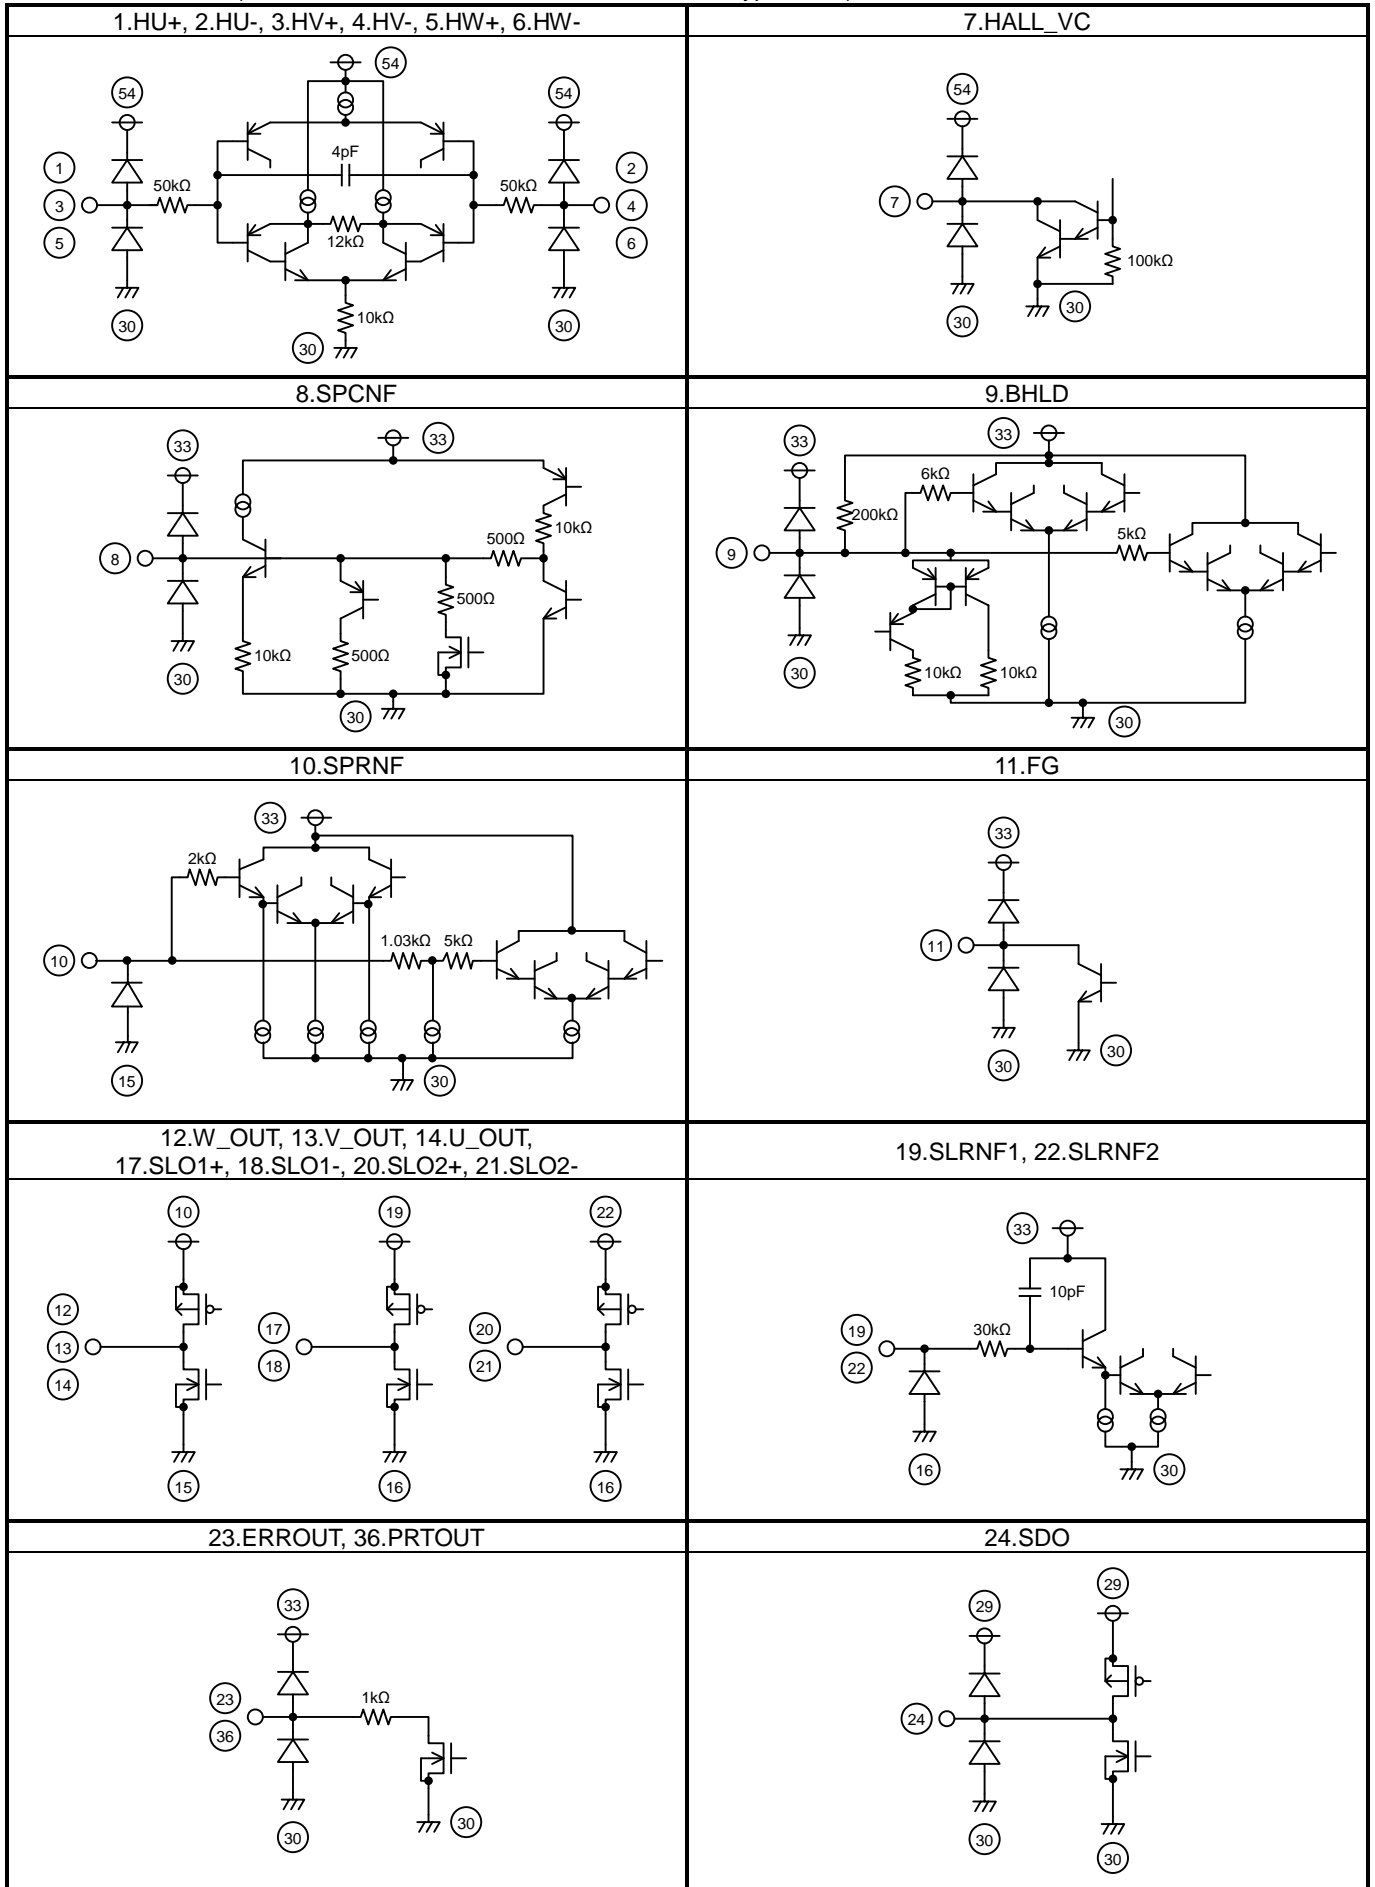 1.HU+, 2.HU-, 3.HV+, 4.HV-, 5.HW+, 6.HW-
54
54
54
1
3
5
50kΩ
4pF
50kΩ
12kΩ
10kΩ
2
4
6
30
30
30
7.HALL_VC
54
7
100kΩ
30
30
8.SPCNF
33
33
8
500Ω
10kΩ
500Ω
10kΩ
500Ω
30
30
9.BHLD
33
33
6kΩ
200kΩ
5kΩ
9
10kΩ
10kΩ
30
30
10.SPRNF
33
2kΩ
10
1.03kΩ
5kΩ
15
30
11.FG
33
11
30
30
12.W_OUT, 13.V_OUT, 14.U_OUT,
17.SLO1+, 18.SLO1-, 20.SLO2+, 21.SLO2-
10
19
22
12
13
14
17
18
20
21
15
16
16
19.SLRNF1, 22.SLRNF2
33
10pF
19
22
30kΩ
16
30
23.ERROUT, 36.PRTOUT
33
23
36
1kΩ
30
30
24.SDO
29
29
24
30
30